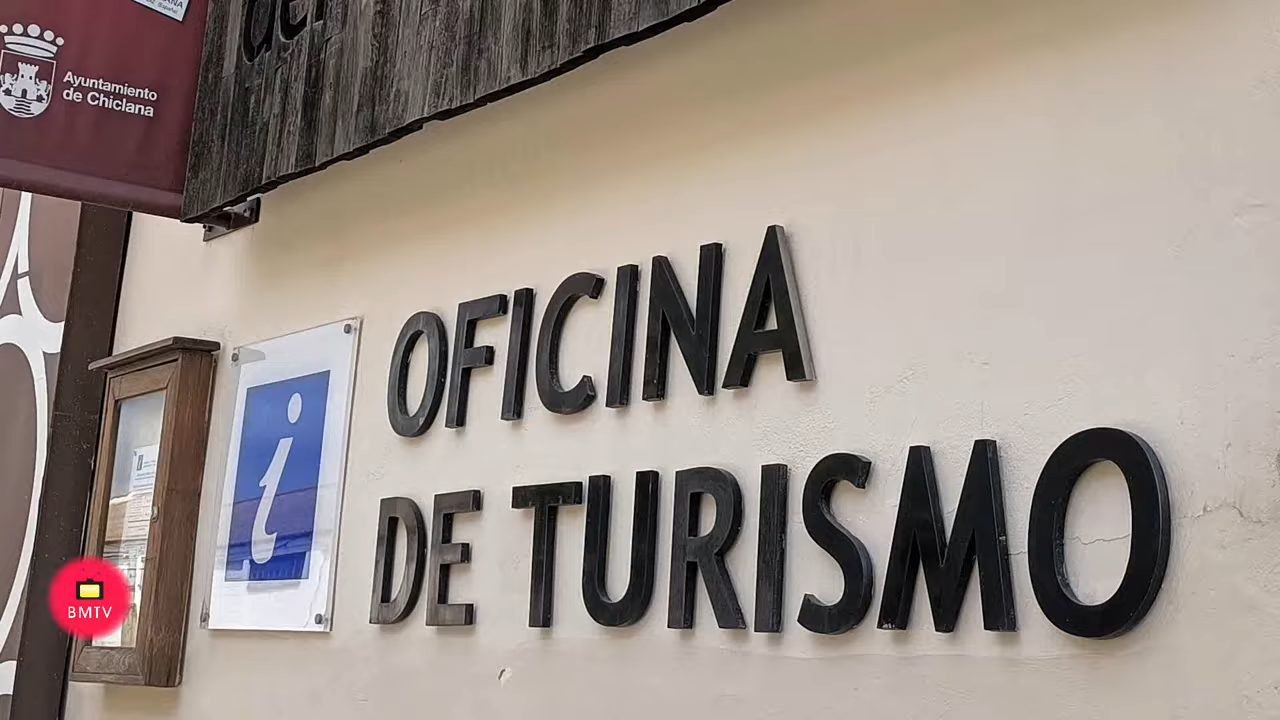 Ayuntamiento
de Chiclana
i
OFICINA
DE TURISMO
BMTV